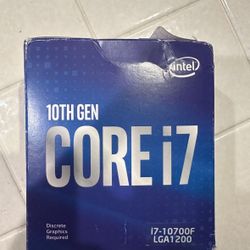 intel
10TH GEN
CORE i7
Discrete
Graphics
Required
i7-10700F
LGA1200